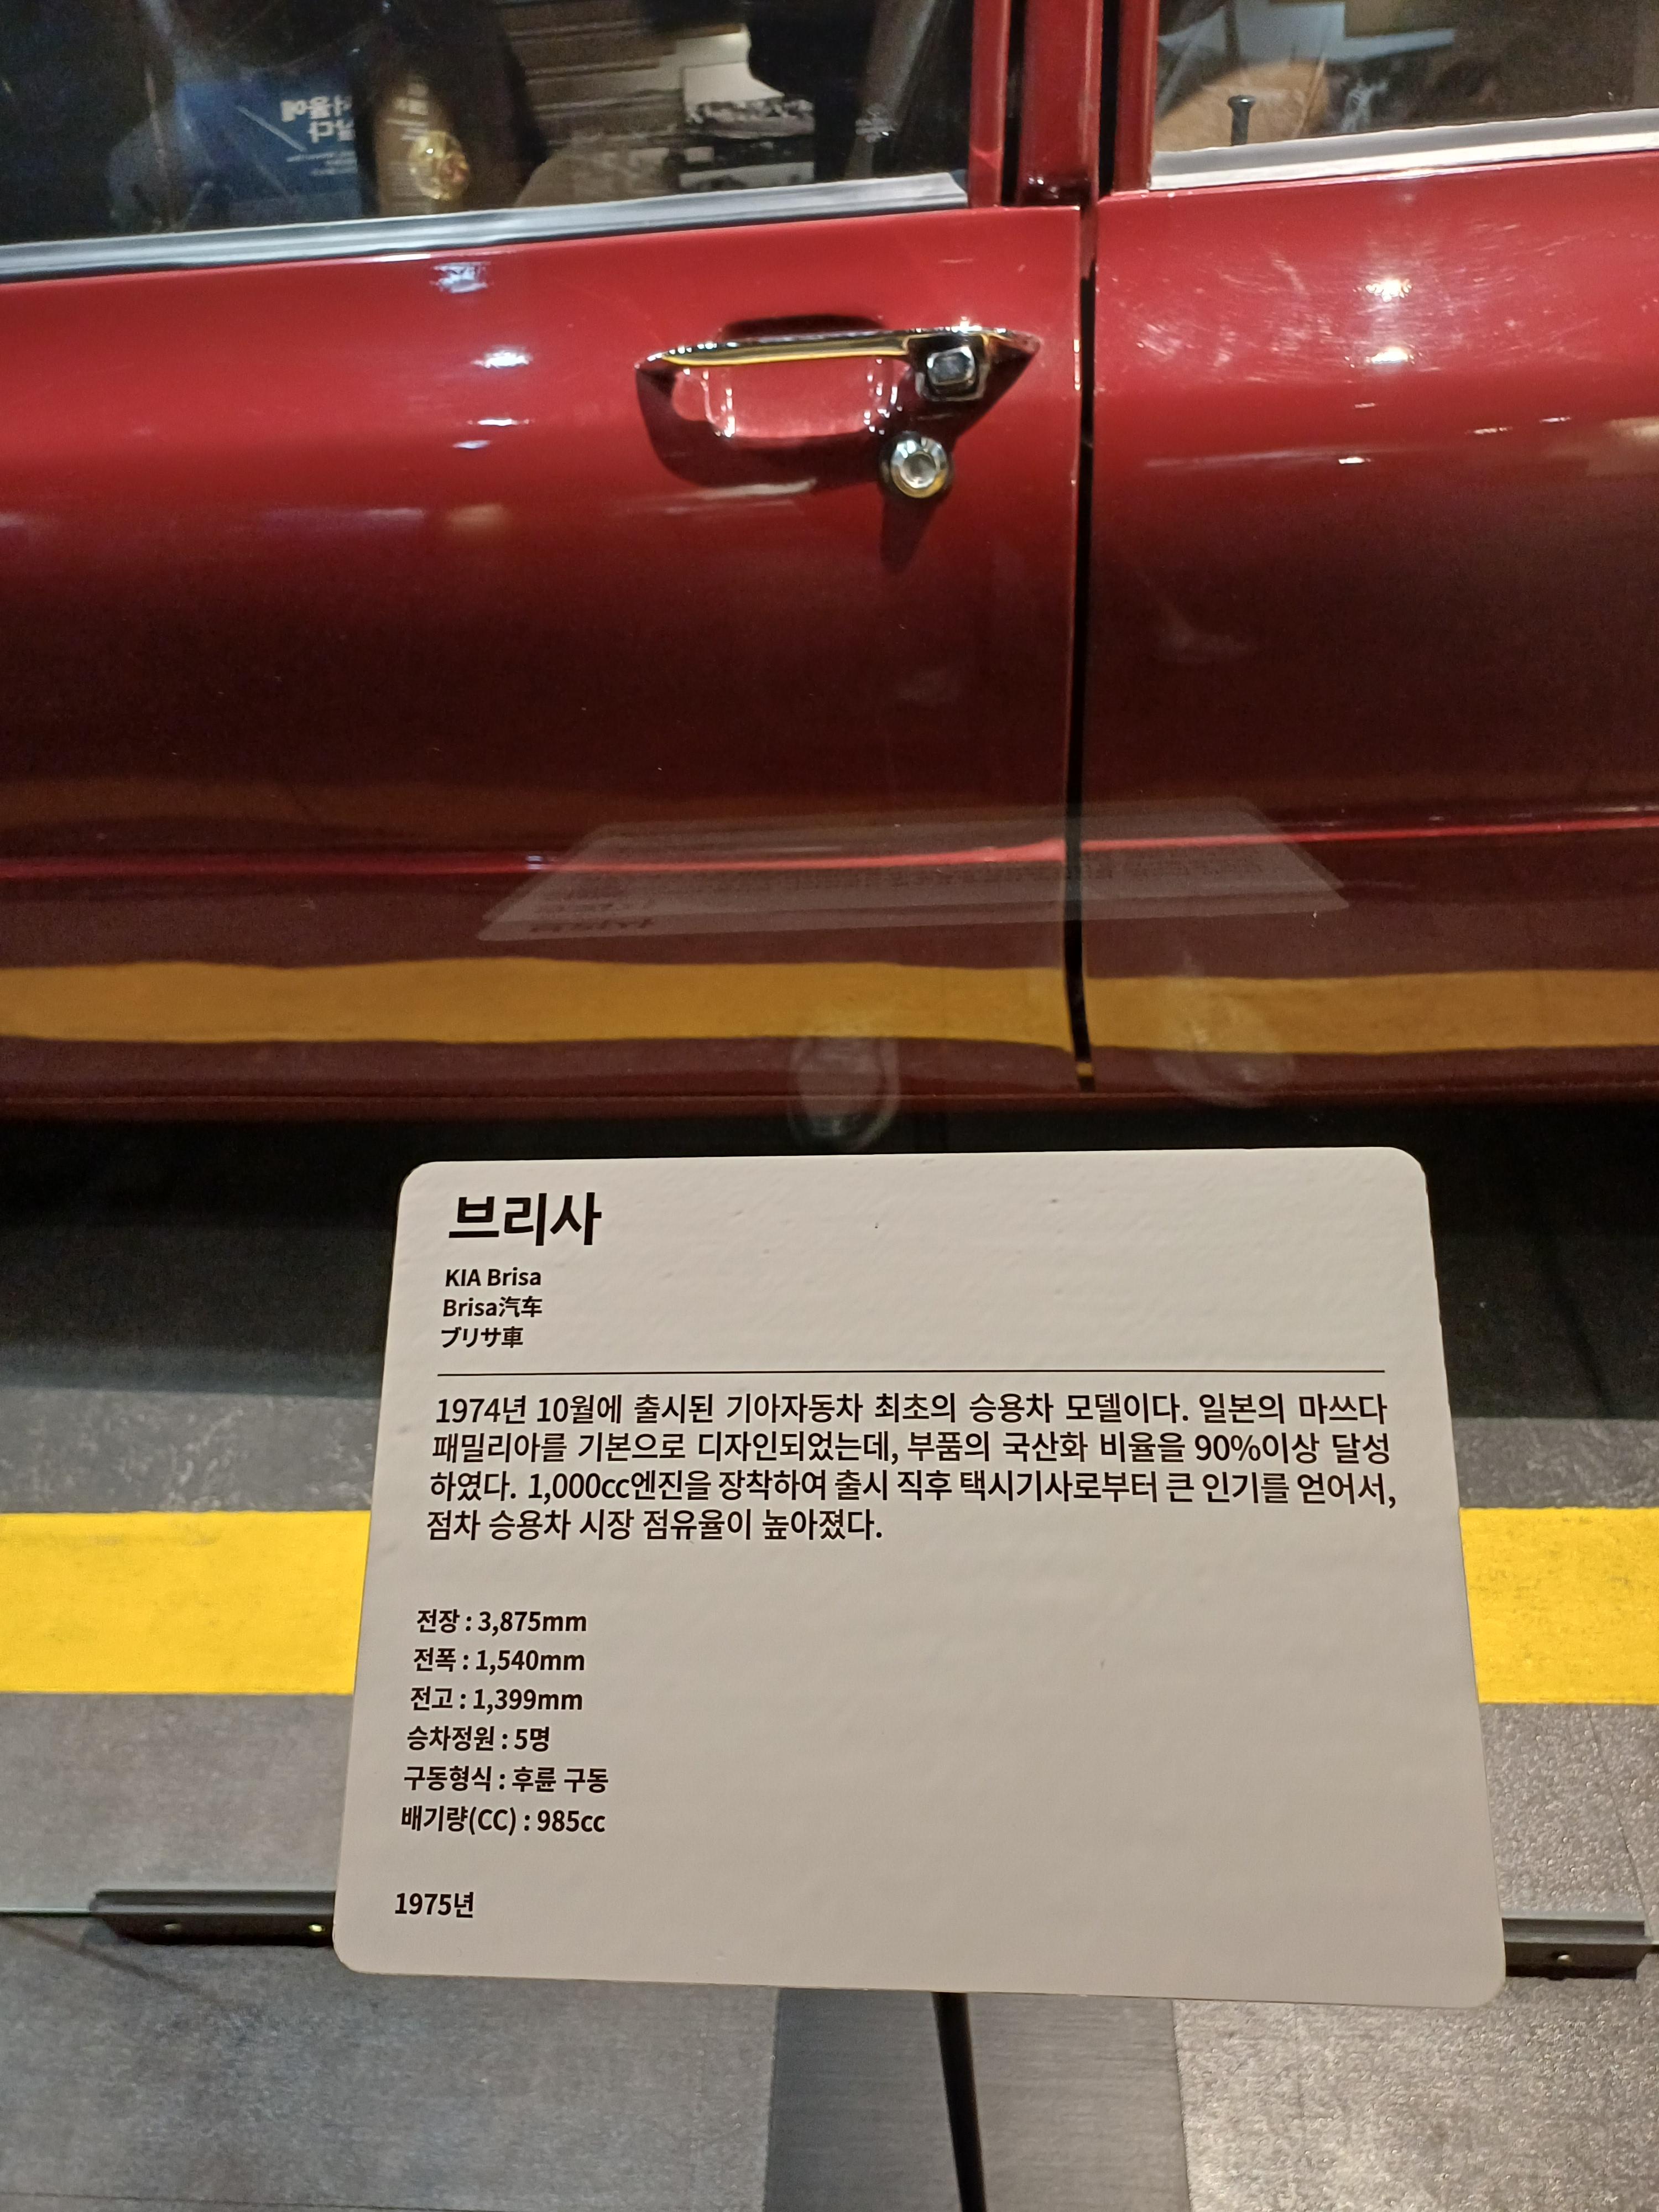 브리사
KIA Brisa
Brisa汽车
ブリサ車
1974년 10월에 출시된 기아자동차 최초의 승용차 모델이다. 일본의 마쓰다
패밀리아를 기본으로 디자인되었는데, 부품의 국산화 비율을 90%이상 달성
하였다. 1,000cc엔진을 장착하여 출시 직후 택시기사로부터 큰 인기를 얻어서,
점차 승용차 시장 점유율이 높아졌다.
전장 : 3,875mm
전폭 : 1,540mm
전고 : 1,399mm
승차정원 : 5명
구동형식 : 후륜 구동
배기량(CC) : 985cc
1975년